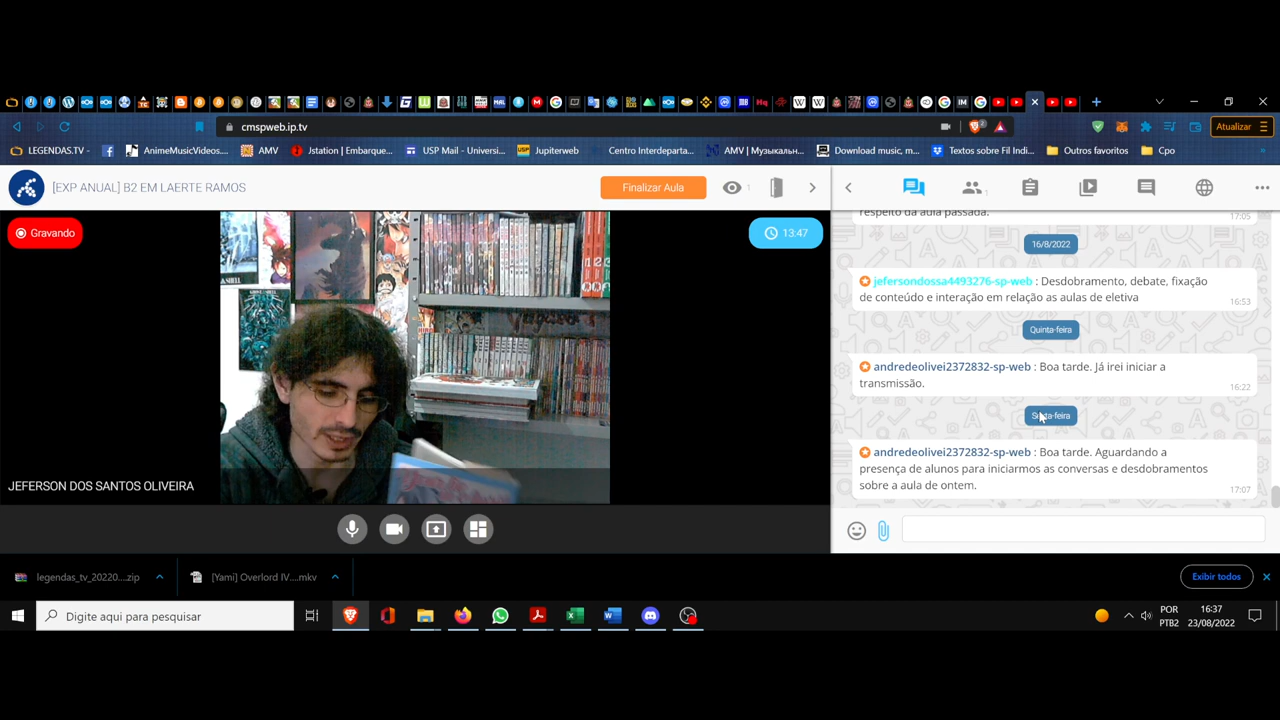 cmspweb.ip.tv
2
Atualizar
LEGENDAS.TV
AnimeMusicVideos...
AMV
Jstation | Embarque...
USP Mail - Universi...
Jupiterweb
Centro Interdeparta...
AMV | Музыкальн...
Download music, m...
Textos sobre Fil Indi...
Outros favoritos
Cpo
[EXP ANUAL] B2 EM LAERTE RAMOS
Finalizar Aula
1
1
Gravando
13:47
JEFERSON DOS SANTOS OLIVEIRA
respeito da aula passada.
17:05
16/8/2022
jefersondossa4493276-sp-web : Desdobramento, debate, fixação
de conteúdo e interação em relação as aulas de eletiva
16:53
Quinta-feira
andredeolivei2372832-sp-web : Boa tarde. Já irei iniciar a
transmissão.
16:22
Sexta-feira
andredeolivei2372832-sp-web : Boa tarde. Aguardando a
presença de alunos para iniciarmos as conversas e desdobramentos
sobre a aula de ontem.
17:07
legendas_tv_20220....zip
[Yami] Overlord IV....mkv
Exibir todos
Digite aqui para pesquisar
POR
PTB2
16:37
23/08/2022